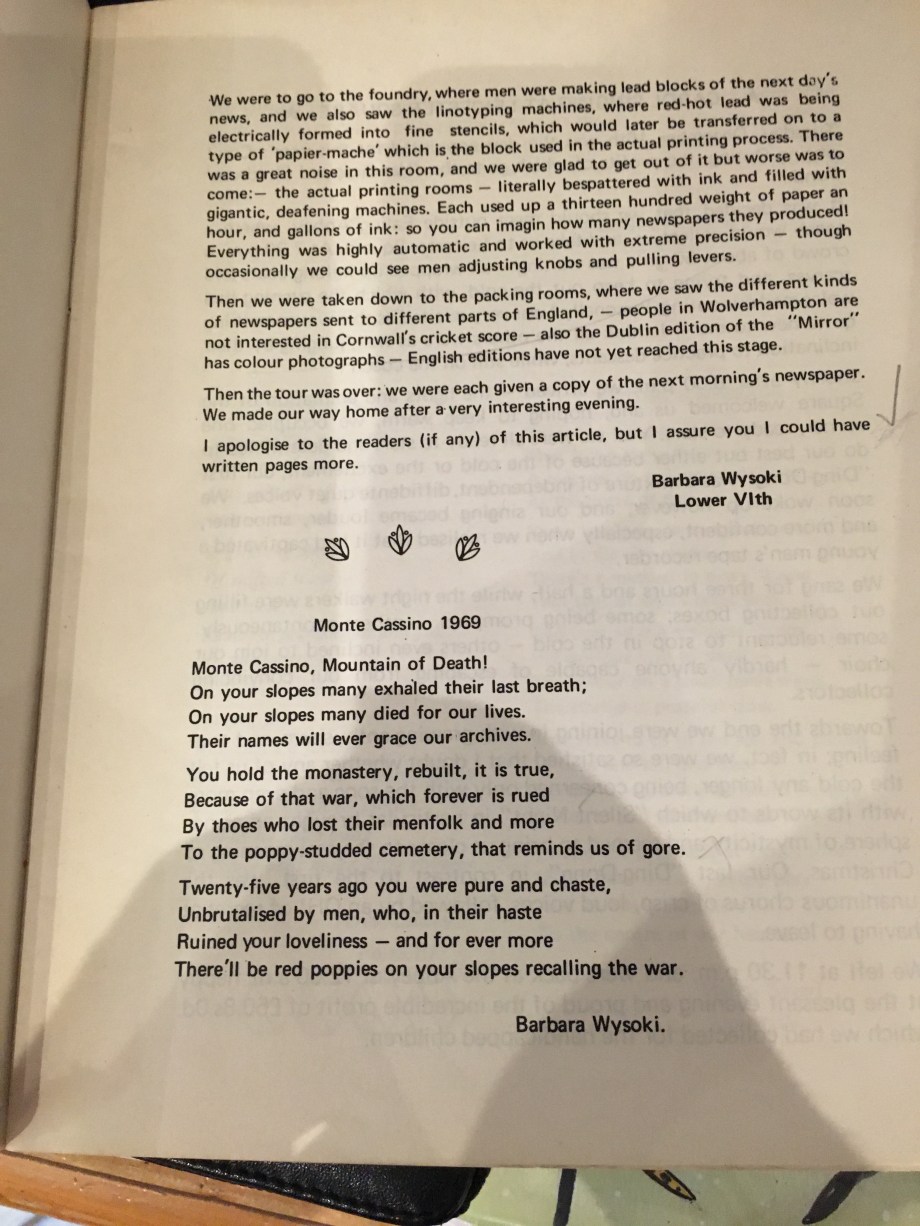 We were to go to the foundry, where men were making lead blocks of the next day's
news, and we also saw the linotyping machines, where red-hot lead was being
electrically formed into fine stencils, which would later be transferred on to a
type of 'papier-mache' which is the block used in the actual printing process. There
was a great noise in this room, and we were glad to get out of it but worse was to
come:— the actual printing rooms — literally bespattered with ink and filled with
gigantic, deafening machines. Each used up a thirteen hundred weight of paper an
hour, and gallons of ink: so you can imagin how many newspapers they produced!
Everything was highly automatic and worked with extreme precision — though
occasionally we could see men adjusting knobs and pulling levers.
Then we were taken down to the packing rooms, where we saw the different kinds
of newspapers sent to different parts of England, — people in Wolverhampton are
not interested in Cornwall's cricket score — also the Dublin edition of the "Mirror"
has colour photographs — English editions have not yet reached this stage.
Then the tour was over: we were each given a copy of the next morning's newspaper.
We made our way home after a very interesting evening.
I apologise to the readers (if any) of this article, but I assure you I could have
written pages more.
Barbara Wysoki
Lower VIth
Monte Cassino 1969
Monte Cassino, Mountain of Death!
On your slopes many exhaled their last breath;
On your slopes many died for our lives.
Their names will ever grace our archives.
You hold the monastery, rebuilt, it is true,
Because of that war, which forever is rued
By thoes who lost their menfolk and more
To the poppy-studded cemetery, that reminds us of gore.
Twenty-five years ago you were pure and chaste,
Unbrutalised by men, who, in their haste
Ruined your loveliness — and for ever more
There'll be red poppies on your slopes recalling the war.
Barbara Wysoki.